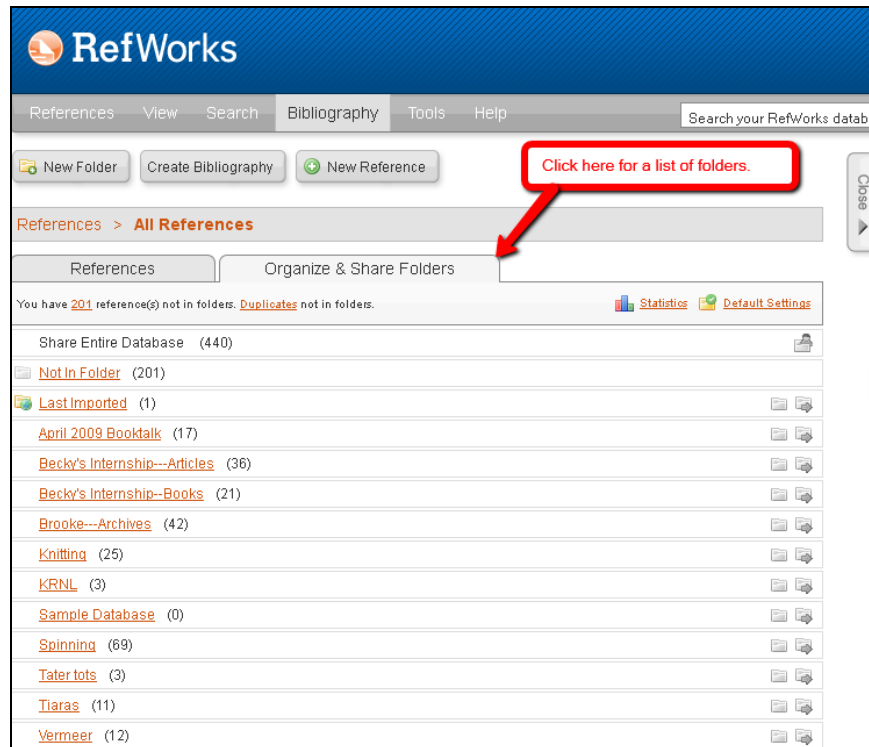 RefWorks
References View Search Bibliography Tools Help
Search your RefWorks datab
New Folder Create Bibliography New Reference
Click here for a list of folders.
Close
References > All References
References Organize & Share Folders
You have 201 reference(s) not in folders. Duplicates not in folders. Statistics Default Settings
Share Entire Database (440)
Not In Folder (201)
Last Imported (1)
April 2009 Booktalk (17)
Becky's Internship---Articles (36)
Becky's Internship--Books (21)
Brooke---Archives (42)
Knitting (25)
KRNL (3)
Sample Database (0)
Spinning (69)
Tater tots (3)
Tiaras (11)
Vermeer (12)